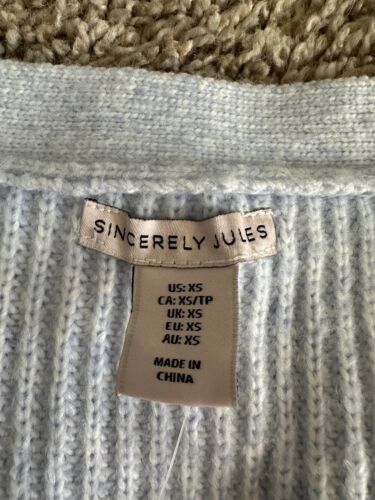 SINCERELY JULES
US: XS
CA: XS/TP
UK: XS
EU: XS
AU: XS
MADE IN
CHINA